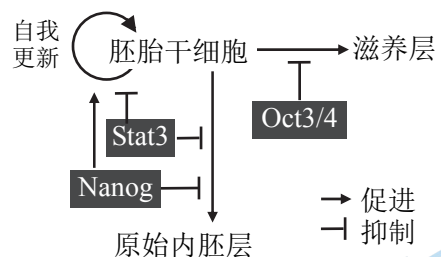 自我
更新
胚胎干细胞
滋养层
Stat3
Oct3/4
Nanog
促进
抑制
原始内胚层